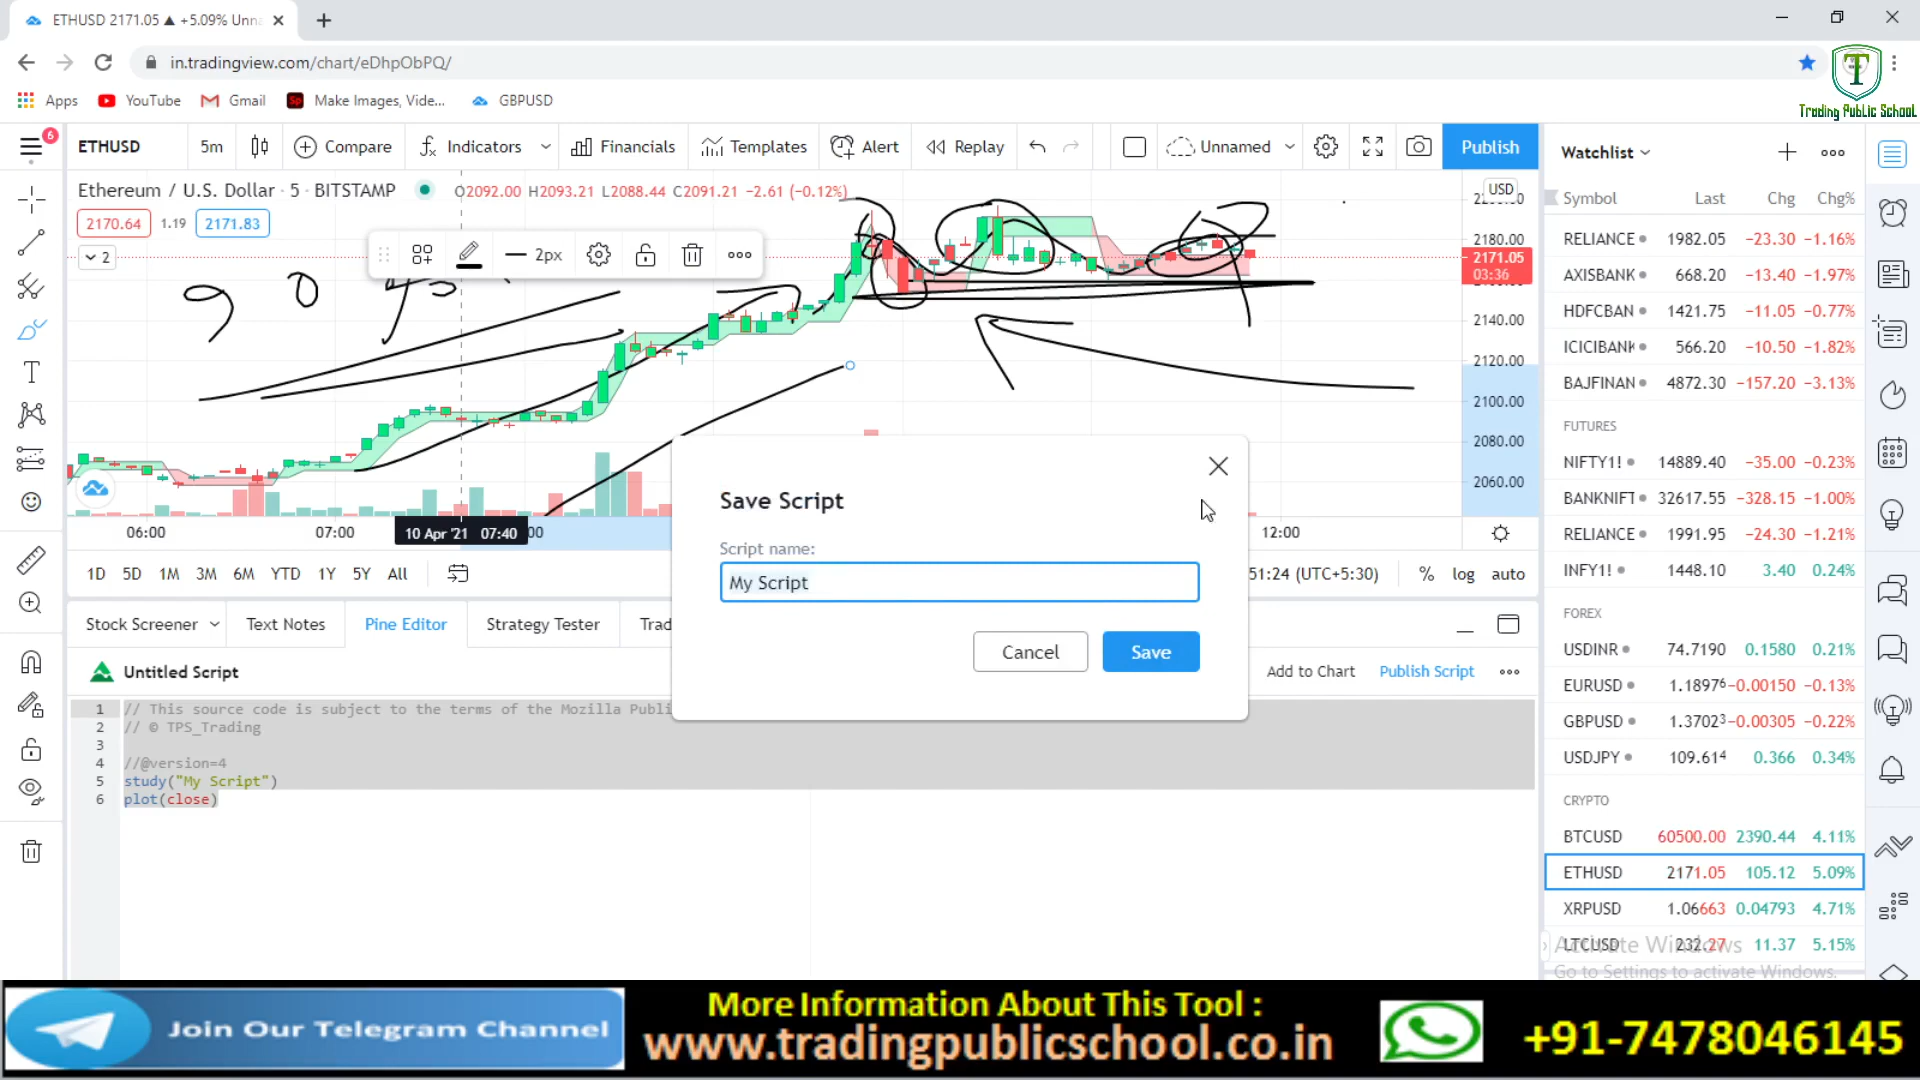 ETHUSD 2171.05 ▲ +5.09% Unna
in.tradingview.com/chart/eDhpObPQ/
Apps YouTube Gmail Make Images, Vide... GBPUSD
T
Trading Public School
6
ETHUSD 5m Compare Indicators Financials Templates Alert Replay Unnamed Publish
Ethereum / U.S. Dollar · 5 · BITSTAMP O2092.00 H2093.21 L2088.44 C2091.21 −2.61 (−0.12%)
2170.64 1.19 2171.83
2
2px
USD
2180.00
2171.05
03:36
2140.00
2120.00
2100.00
2080.00
2060.00
06:00 07:00 10 Apr '21 07:40 :00 12:00
1D 5D 1M 3M 6M YTD 1Y 5Y All
51:24 (UTC+5:30) % log auto
Stock Screener Text Notes Pine Editor Strategy Tester Trad
Untitled Script
Add to Chart Publish Script
1 // This source code is subject to the terms of the Mozilla Publi
2 // © TPS_Trading
3
4 //@version=4
5 study("My Script")
6 plot(close)
Save Script
Script name:
My Script
Cancel Save
Watchlist
Symbol Last Chg Chg%
RELIANCE 1982.05 −23.30 −1.16%
AXISBANK 668.20 −13.40 −1.97%
HDFCBAN 1421.75 −11.05 −0.77%
ICICIBANK 566.20 −10.50 −1.82%
BAJFINAN 4872.30 −157.20 −3.13%
FUTURES
NIFTY1! 14889.40 −35.00 −0.23%
BANKNIFT 32617.55 −328.15 −1.00%
RELIANCE 1991.95 −24.30 −1.21%
INFY1! 1448.10 3.40 0.24%
FOREX
USDINR 74.7190 0.1580 0.21%
EURUSD 1.18976 −0.00150 −0.13%
GBPUSD 1.37023 −0.00305 −0.22%
USDJPY 109.614 0.366 0.34%
CRYPTO
BTCUSD 60500.00 2390.44 4.11%
ETHUSD 2171.05 105.12 5.09%
XRPUSD 1.06663 0.04793 4.71%
LTCUSD 232.27 11.37 5.15%
Activate Windows
Go to Settings to activate Windows.
Join Our Telegram Channel
More Information About This Tool :
www.tradingpublicschool.co.in
+91-7478046145